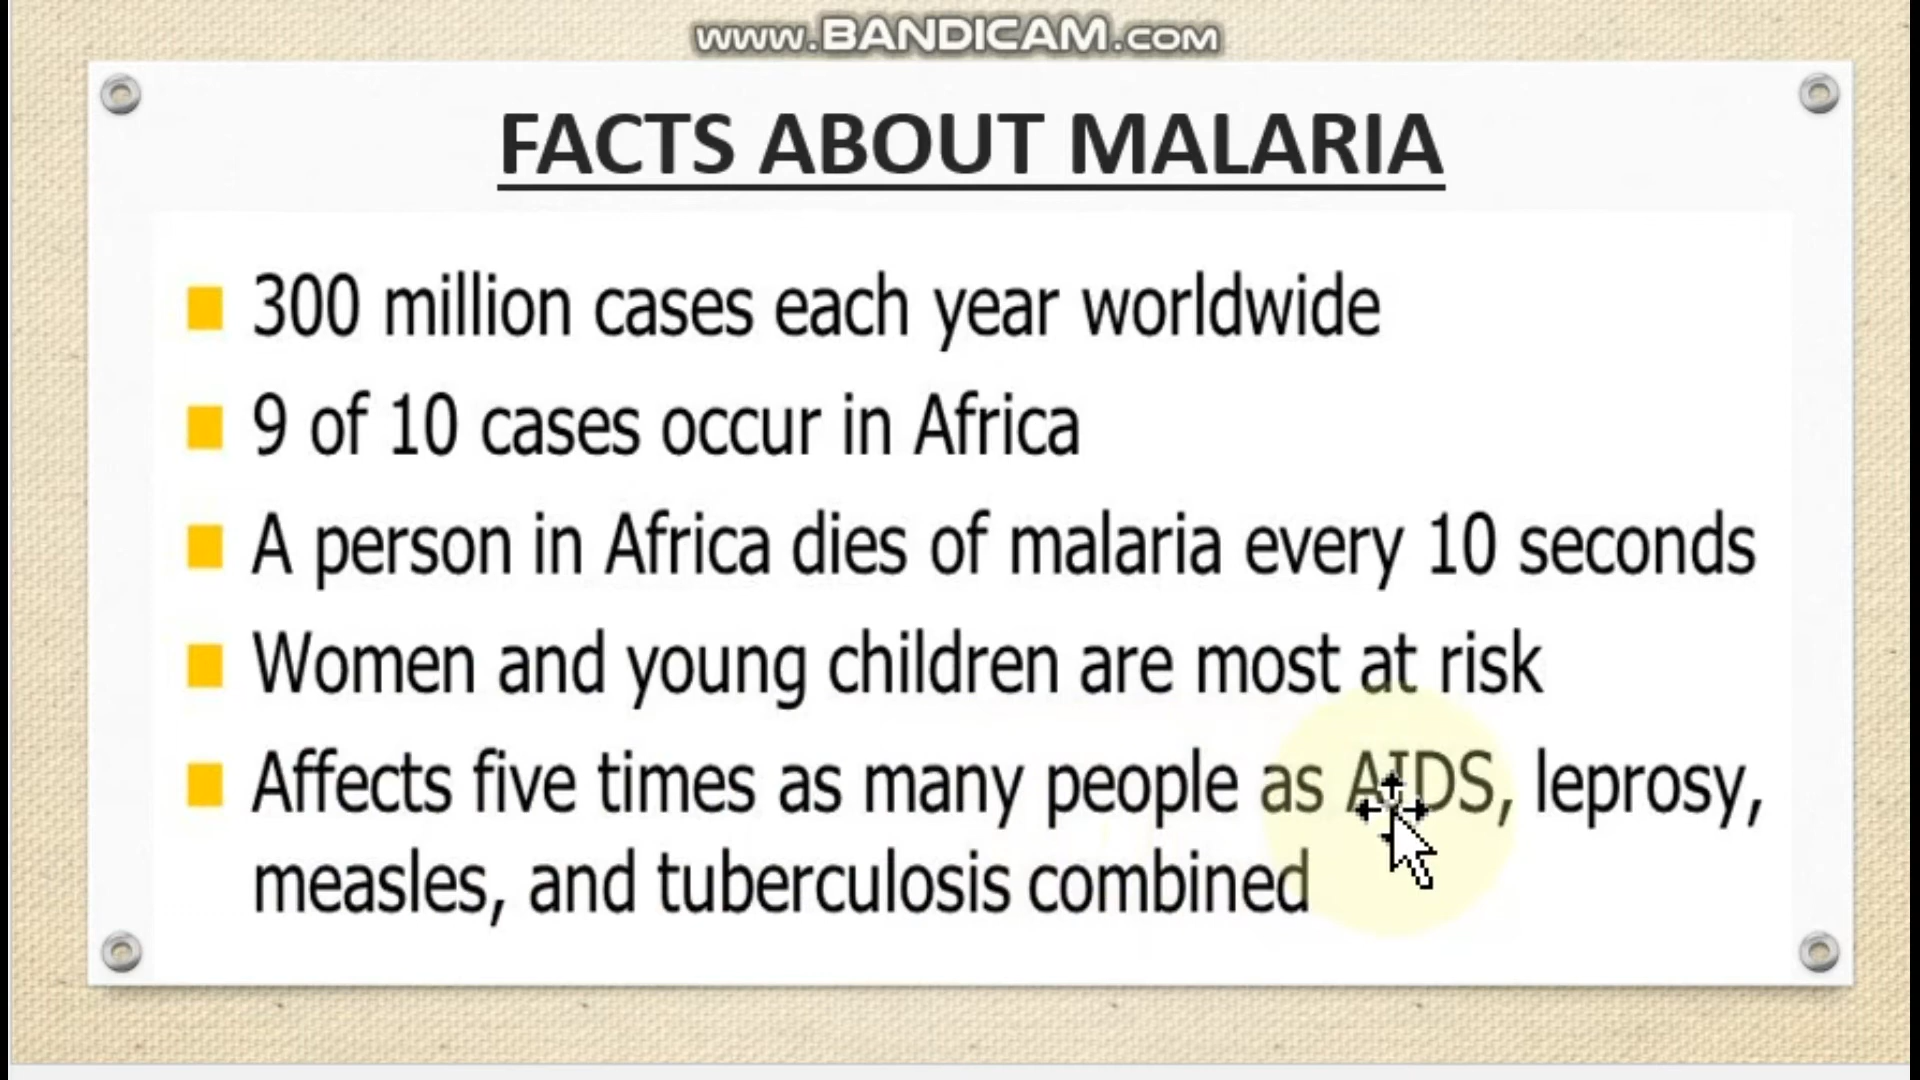 www.BANDICAM.com
FACTS ABOUT MALARIA
300 million cases each year worldwide
9 of 10 cases occur in Africa
A person in Africa dies of malaria every 10 seconds
Women and young children are most at risk
Affects five times as many people as AIDS, leprosy,
measles, and tuberculosis combined